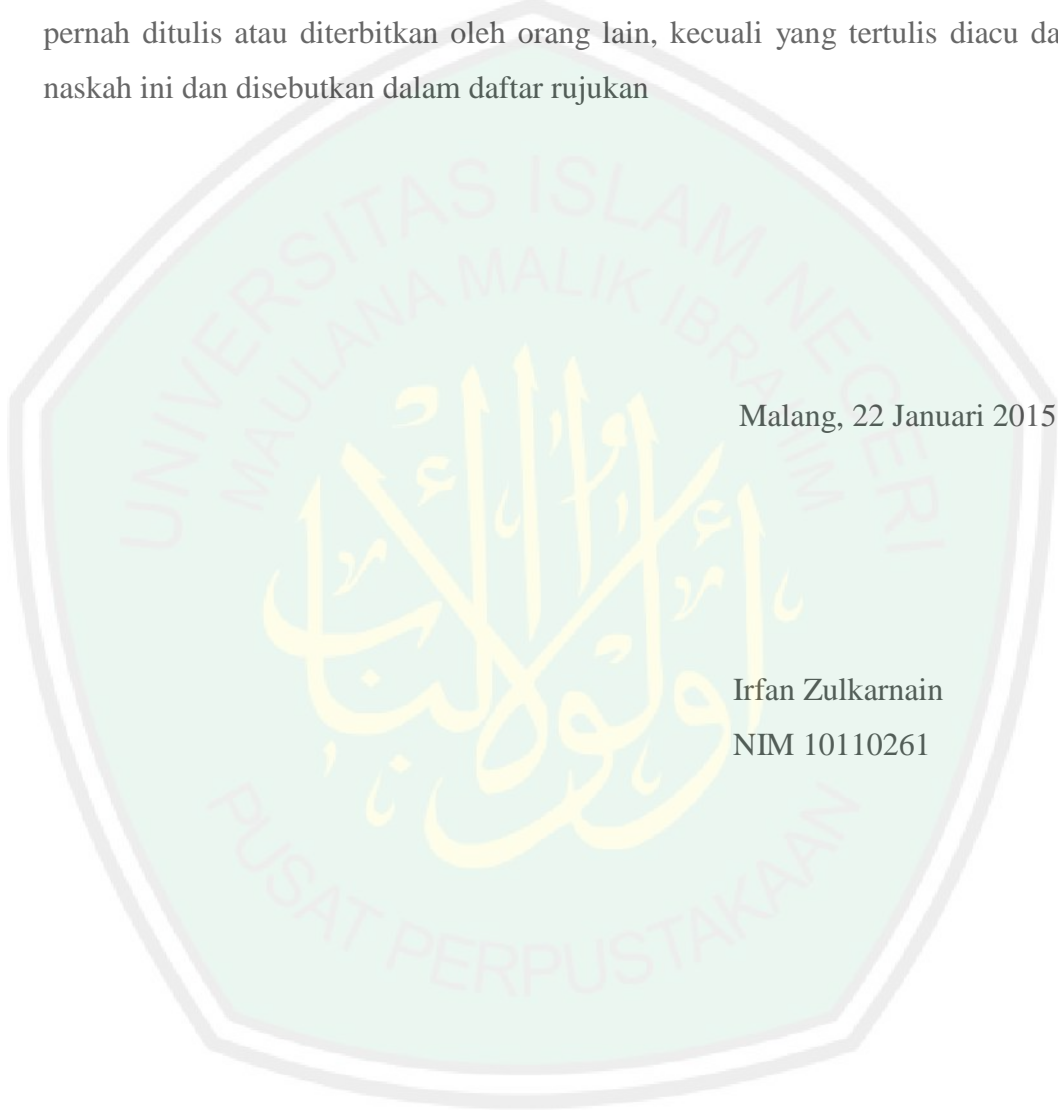 pernah ditulis atau diterbitkan oleh orang lain, kecuali yang tertulis diacu da
naskah ini dan disebutkan dalam daftar rujukan
UNIVERSITAS ISLAM NEGERI
MAULANA MALIK IBRAHIM
Malang, 22 Januari 2015
Irfan Zulkarnain
NIM 10110261
PUSAT PERPUSTAKAAN